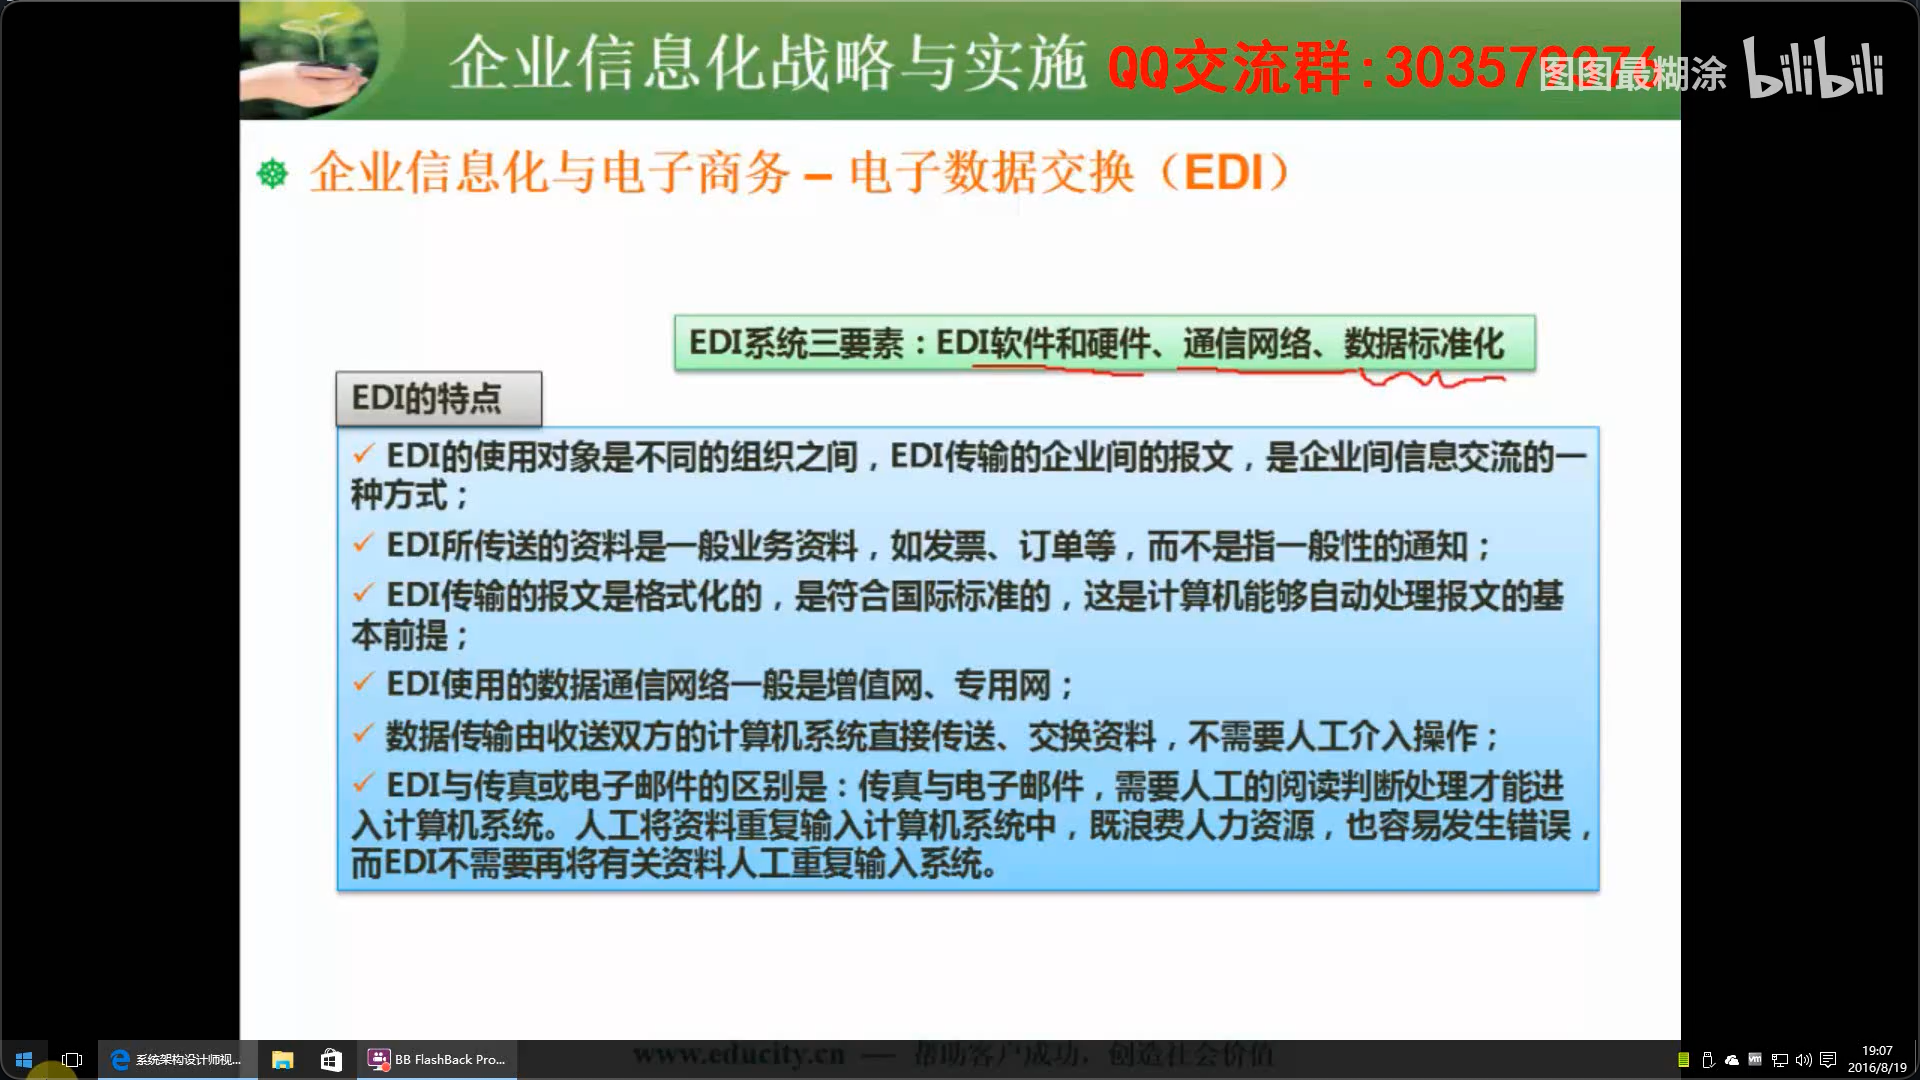 企业信息化战略与实施
QQ交流群:303579376
图图最糊涂 bilibili
企业信息化与电子商务 – 电子数据交换（EDI）
EDI系统三要素：EDI软件和硬件、通信网络、数据标准化
EDI的特点
✓ EDI的使用对象是不同的组织之间，EDI传输的企业间的报文，是企业间信息交流的一
种方式；
✓ EDI所传送的资料是一般业务资料，如发票、订单等，而不是指一般性的通知；
✓ EDI传输的报文是格式化的，是符合国际标准的，这是计算机能够自动处理报文的基
本前提；
✓ EDI使用的数据通信网络一般是增值网、专用网；
✓ 数据传输由收送双方的计算机系统直接传送、交换资料，不需要人工介入操作；
✓ EDI与传真或电子邮件的区别是：传真与电子邮件，需要人工的阅读判断处理才能进
入计算机系统。人工将资料重复输入计算机系统中，既浪费人力资源，也容易发生错误，
而EDI不需要再将有关资料人工重复输入系统。
www.educity.cn — 帮助客户成功，创造社会价值
系统架构设计师视...
BB FlashBack Pro...
19:07
2016/8/19